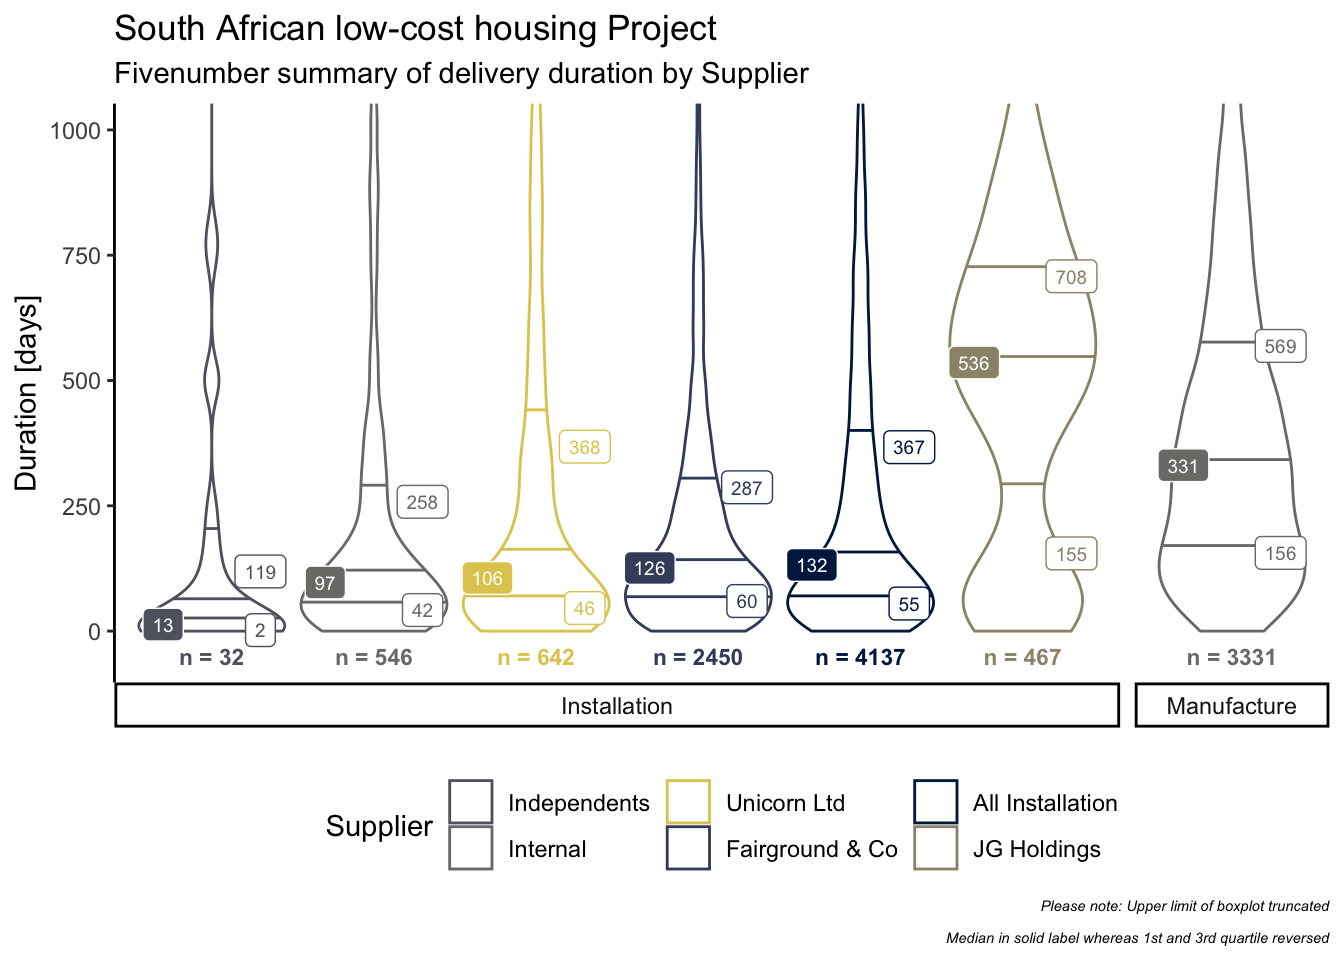 South African low-cost housing Project
Fivenumber summary of delivery duration by Supplier
Duration [days]
1000
750
500
250
0
13
119
2
97
258
42
106
368
46
126
287
60
132
367
55
536
708
155
331
569
156
n = 32
n = 546
n = 642
n = 2450
n = 4137
n = 467
n = 3331
Installation
Manufacture
Supplier
Independents
Internal
Unicorn Ltd
Fairground & Co
All Installation
JG Holdings
Please note: Upper limit of boxplot truncated
Median in solid label whereas 1st and 3rd quartile reversed